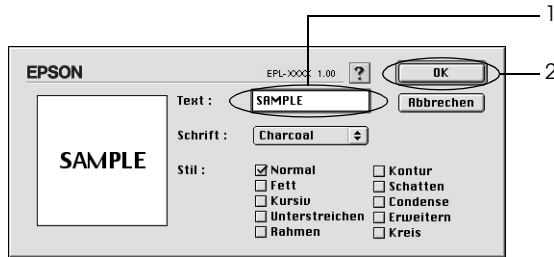 1
EPSON
EPL-XXXX 1.00 ? OK
2
Text : SAMPLE Abbrechen
Schrift : Charcoal
SAMPLE
Stil : Normal Kontur
Fett Schatten
Kursiv Condense
Unterstreichen Erweitern
Rahmen Kreis